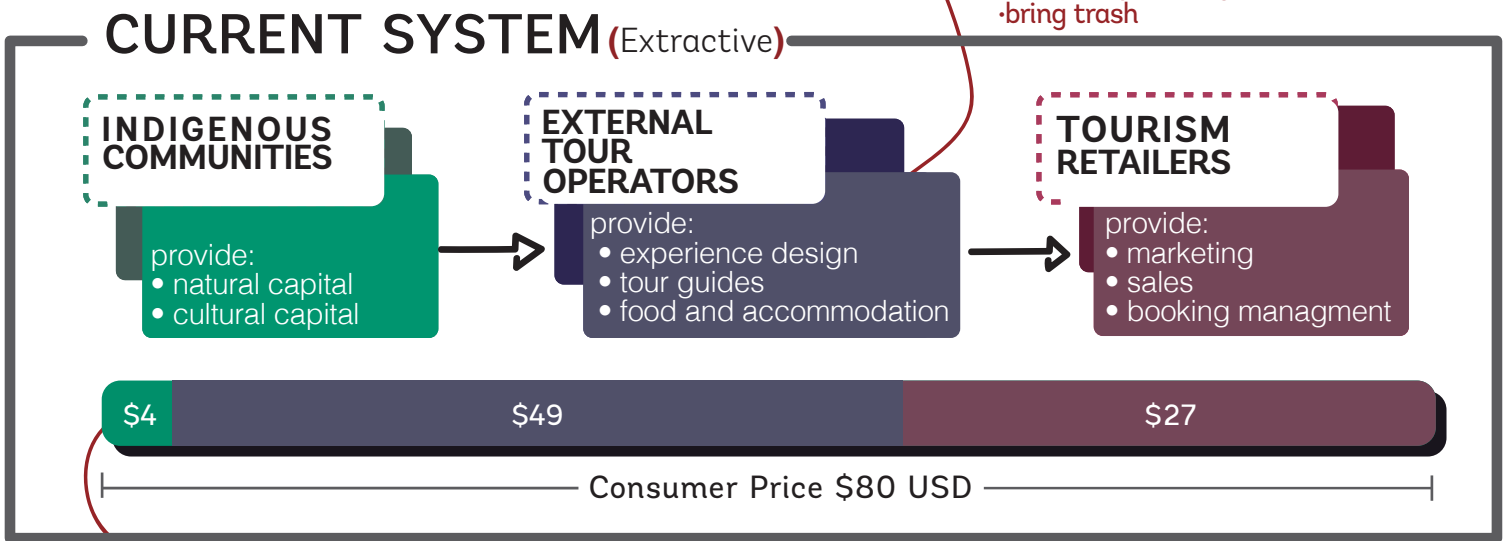 ·bring trash
CURRENT SYSTEM (Extractive)
INDIGENOUS
COMMUNITIES
provide:
• natural capital
• cultural capital
EXTERNAL
TOUR
OPERATORS
provide:
• experience design
• tour guides
• food and accommodation
TOURISM
RETAILERS
provide:
• marketing
• sales
• booking managment
$4
$49
$27
Consumer Price $80 USD